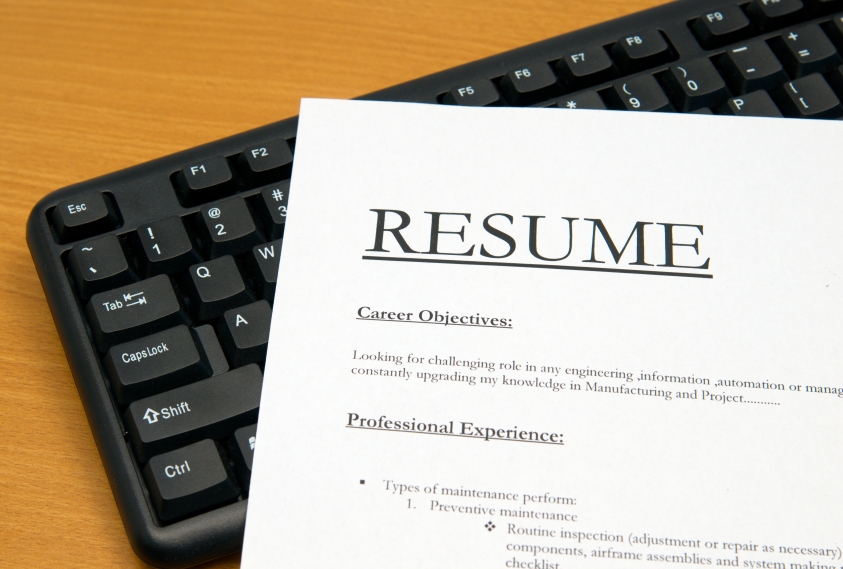 F9
F5 F6 F7 F8
+
=
_
-
)
0
(
9
*
P
{
[
F1 F2
Esc
~
`
!
1
@
2
#
3
Tab
Q
W
CapsLock
A
Shift
Ctrl
RESUME
Career Objectives:
Looking for challenging role in any engineering ,information ,automation or manag
constantly upgrading my knowledge in Manufacturing and Project...........
Professional Experience:
▪ Types of maintenance perform:
1. Preventive maintenance
❖ Routine inspection (adjustment or repair as necessary)
components, airframe assemblies and system making
checklist